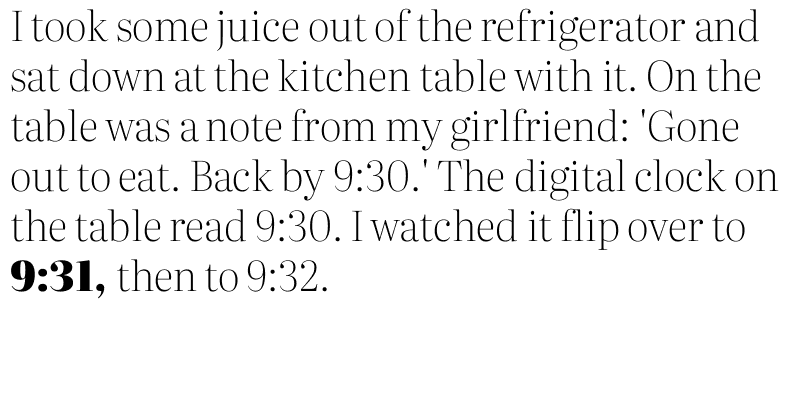 I took some juice out of the refrigerator and
sat down at the kitchen table with it. On the
table was a note from my girlfriend: 'Gone
out to eat. Back by 9:30.' The digital clock on
the table read 9:30. I watched it flip over to
9:31, then to 9:32.